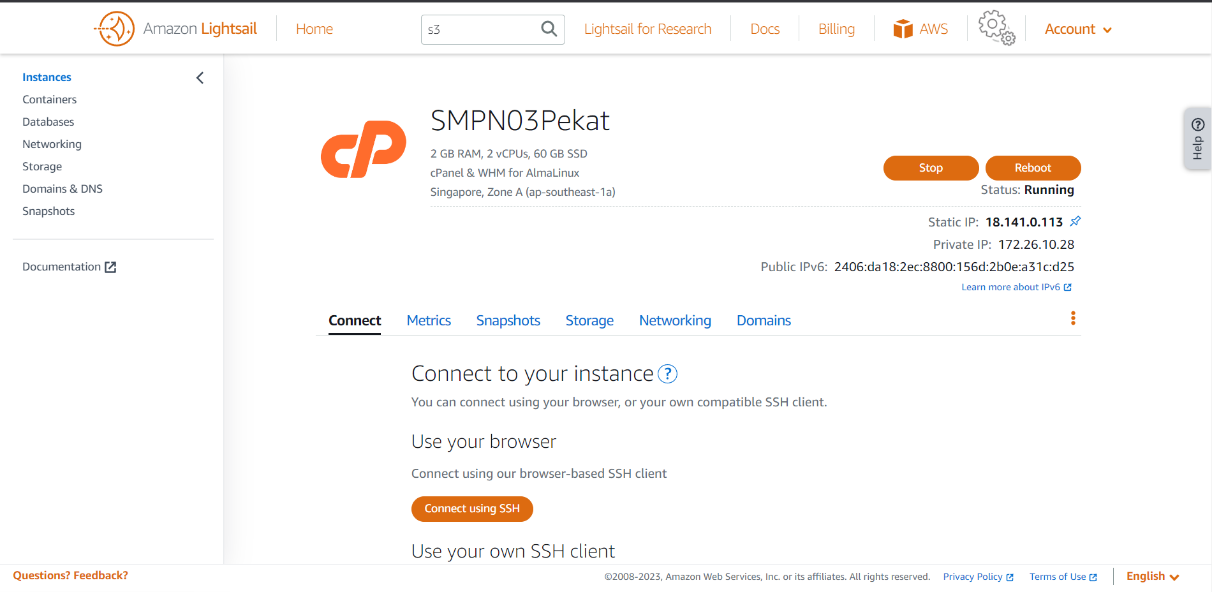 Amazon Lightsail
Home
s3
Lightsail for Research
Docs
Billing
AWS
Account
Instances
Containers
Databases
Networking
Storage
Domains & DNS
Snapshots
Documentation
SMPN03Pekat
2 GB RAM, 2 vCPUs, 60 GB SSD
cPanel & WHM for AlmaLinux
Singapore, Zone A (ap-southeast-1a)
Stop
Reboot
Status: Running
Static IP: 18.141.0.113
Private IP: 172.26.10.28
Public IPv6: 2406:da18:2ec:8800:156d:2b0e:a31c:d25
Learn more about IPv6
Help
Connect
Metrics
Snapshots
Storage
Networking
Domains
Connect to your instance
You can connect using your browser, or your own compatible SSH client.
Use your browser
Connect using our browser-based SSH client
Connect using SSH
Use your own SSH client
Questions? Feedback?
©2008-2023, Amazon Web Services, Inc. or its affiliates. All rights reserved.
Privacy Policy
Terms of Use
English